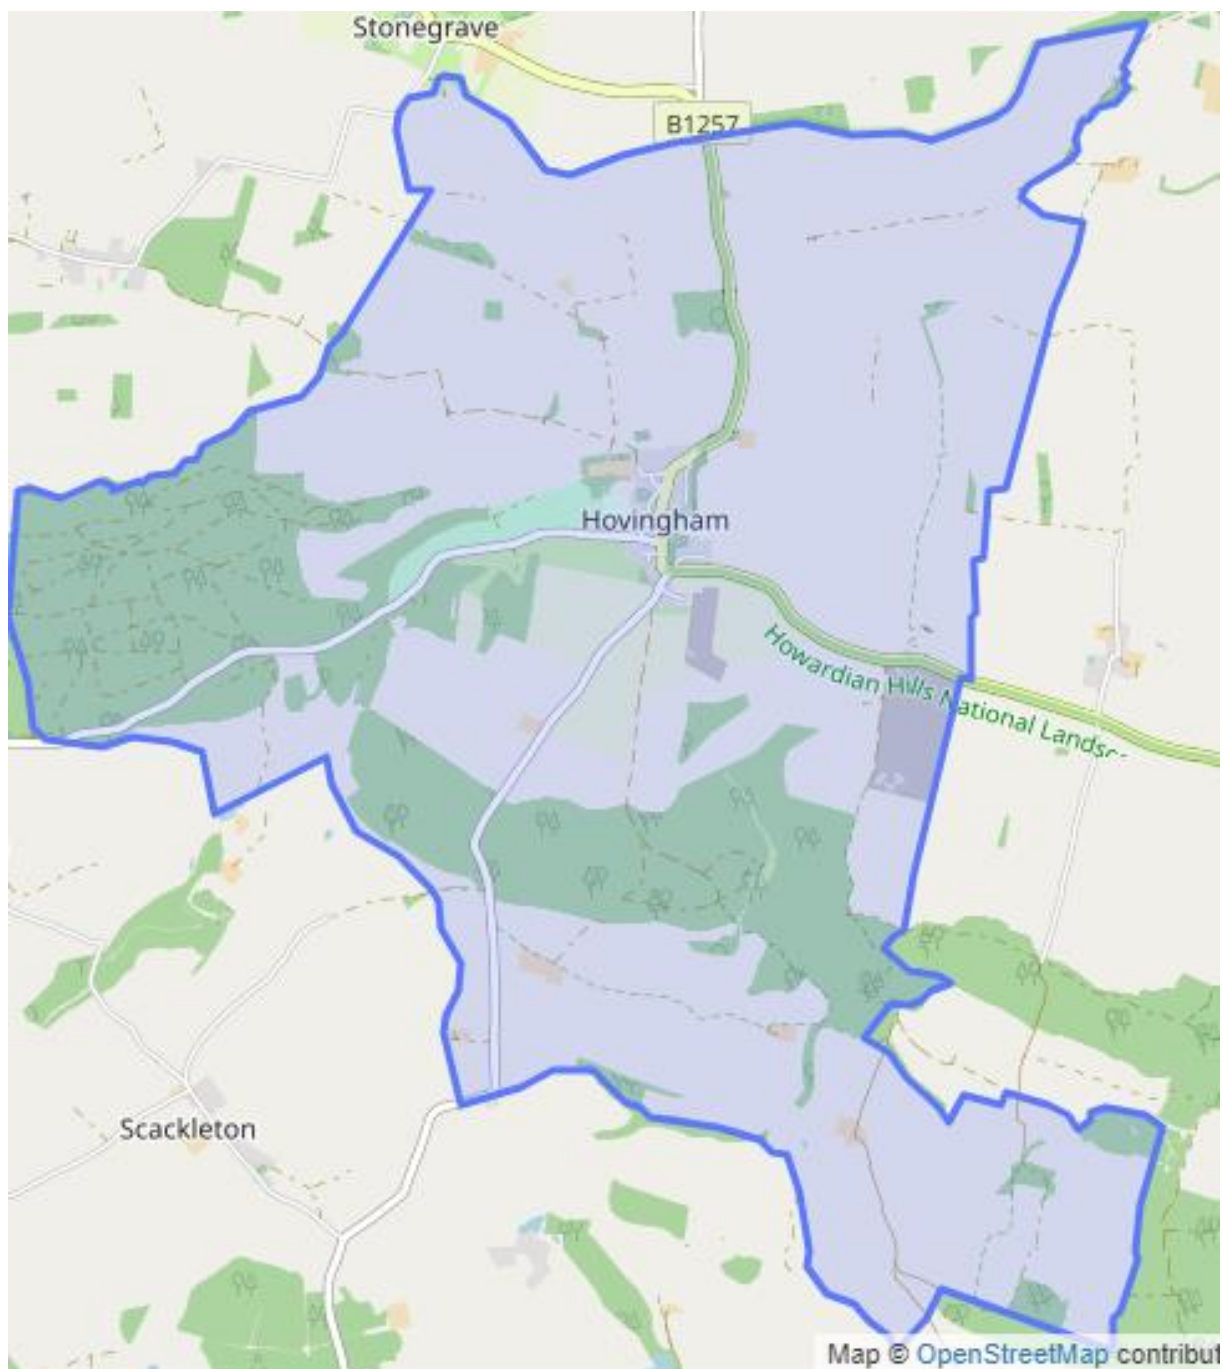 Stonegrave
B1257
Hovingham
Howardian Hills National Landsc
Scackleton
Map © OpenStreetMap contribut